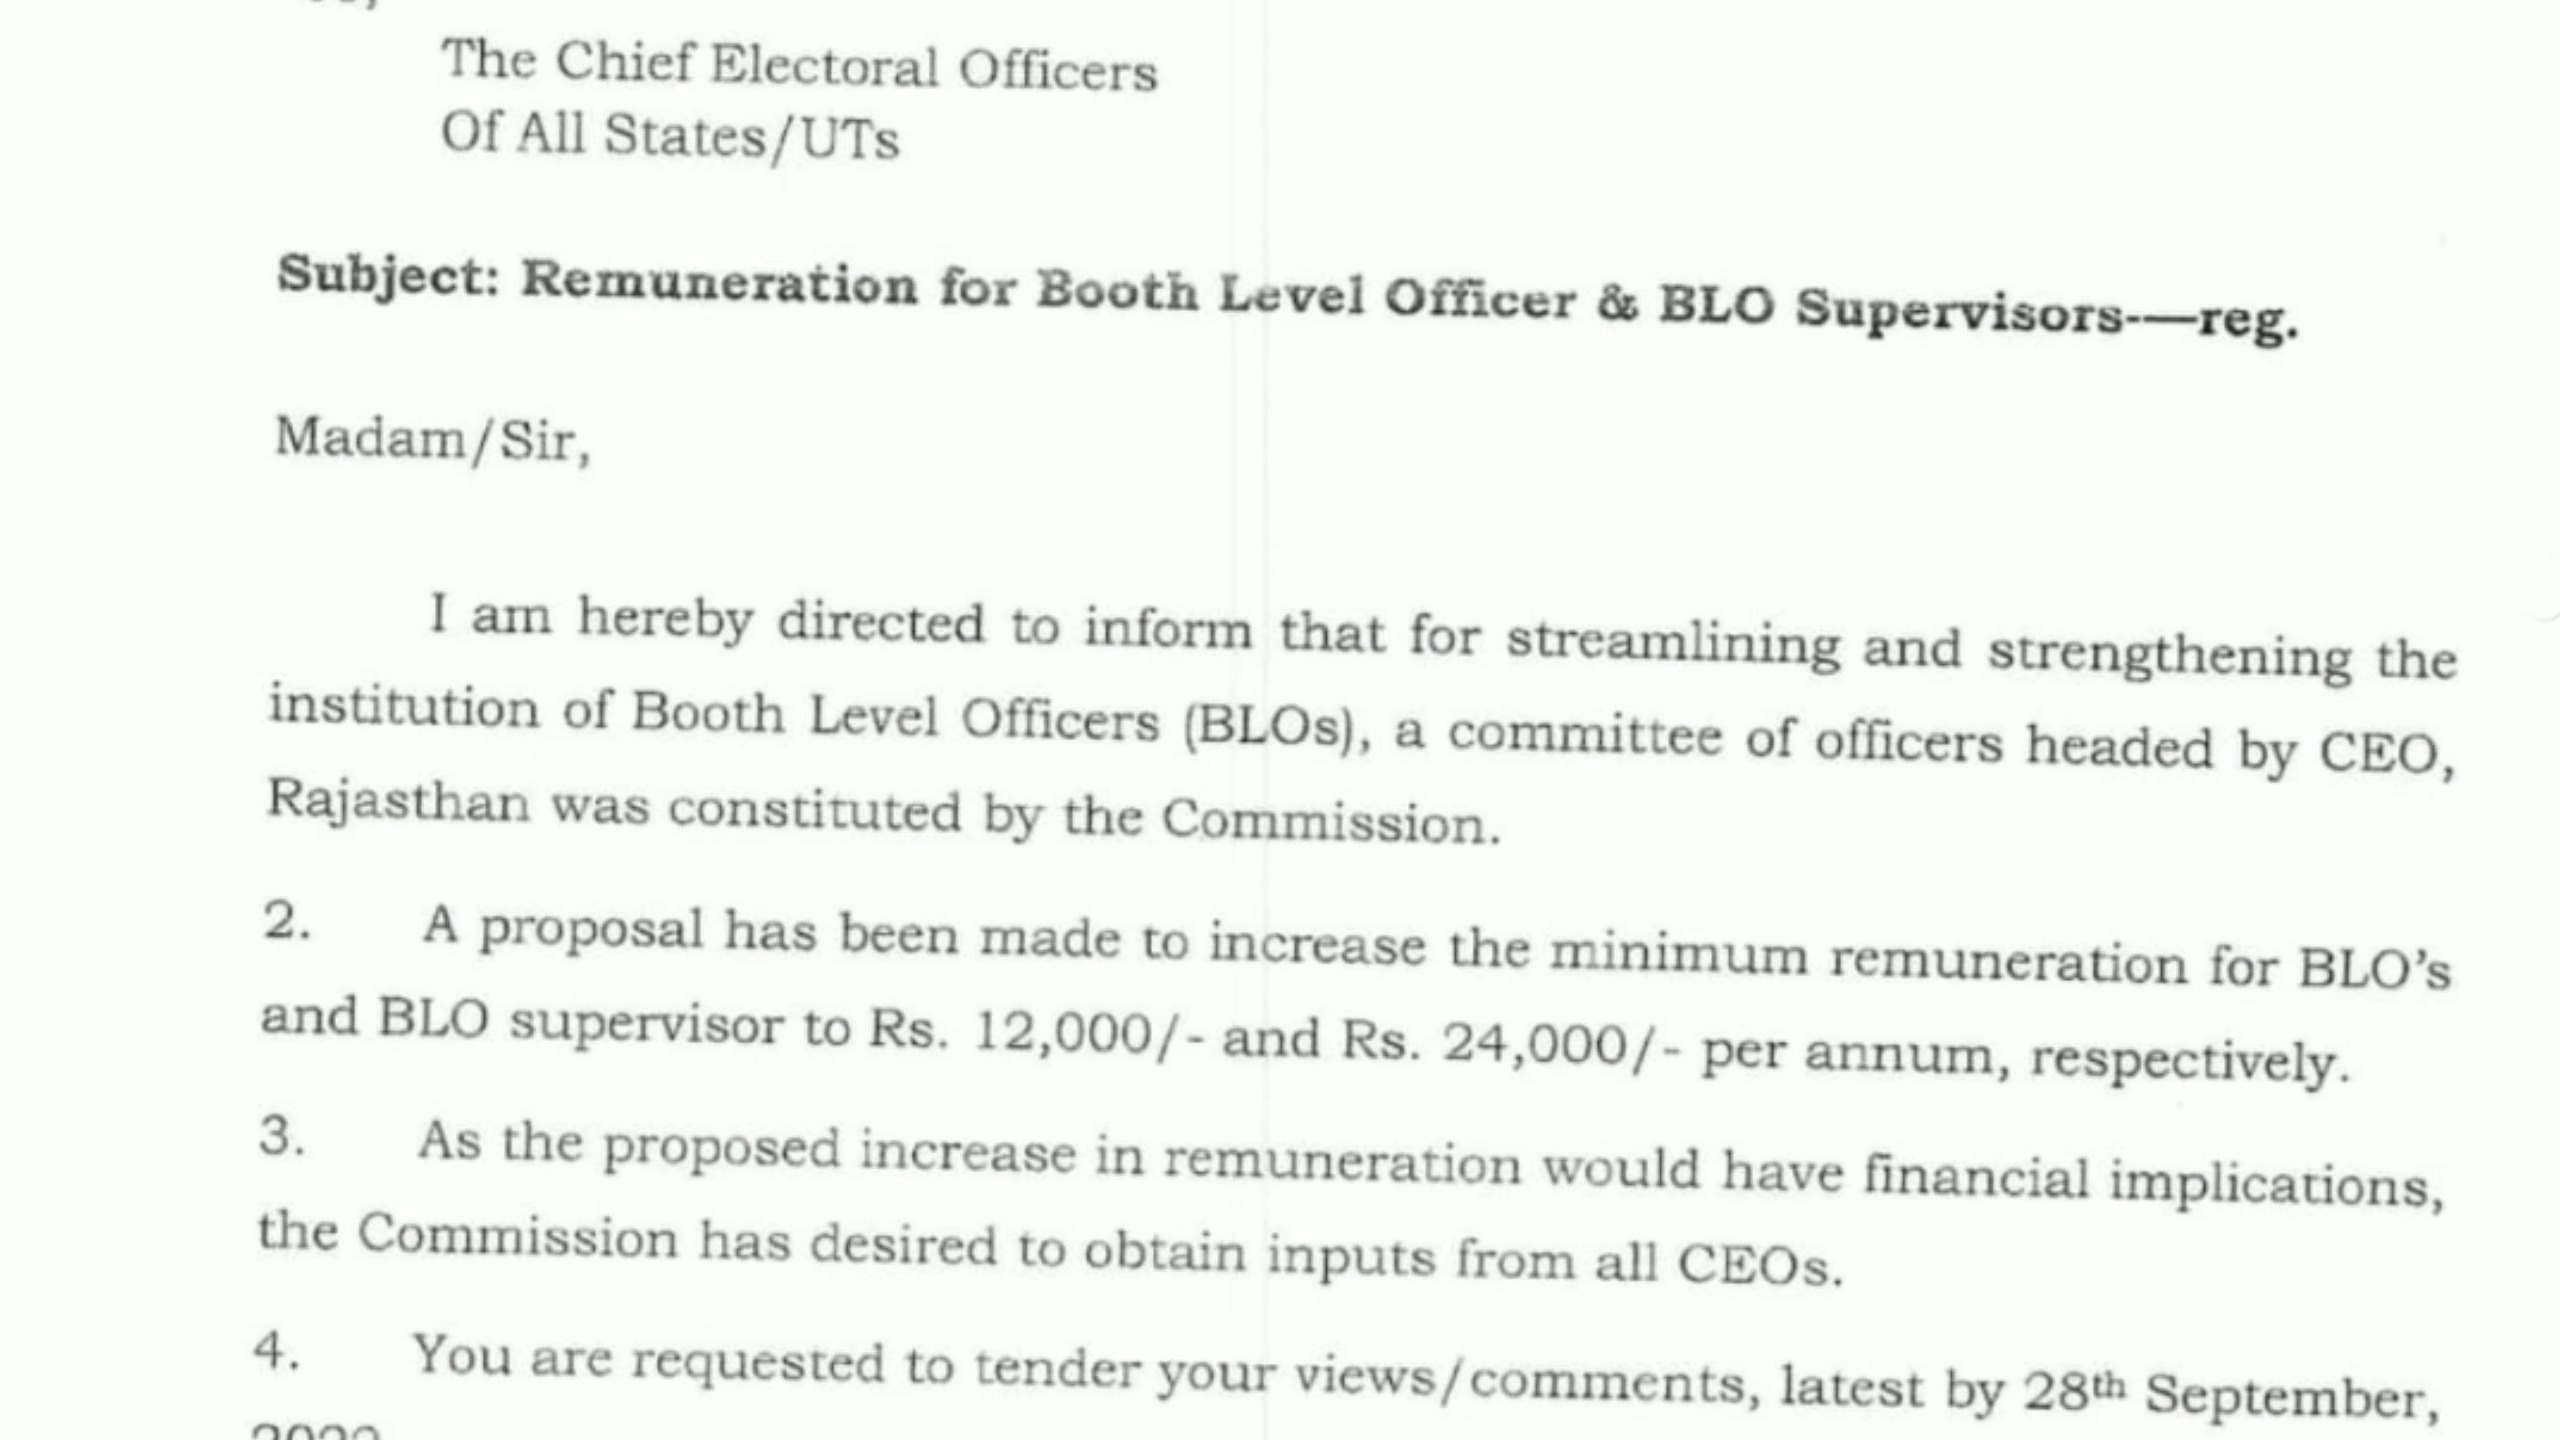 The Chief Electoral Officers
Of All States/UTs
Subject: Remuneration for Booth Level Officer & BLO Supervisors-—reg.
Madam/Sir,
I am hereby directed to inform that for streamlining and strengthening the
institution of Booth Level Officers (BLOs), a committee of officers headed by CEO,
Rajasthan was constituted by the Commission.
2. A proposal has been made to increase the minimum remuneration for BLO’s
and BLO supervisor to Rs. 12,000/- and Rs. 24,000/- per annum, respectively.
3. As the proposed increase in remuneration would have financial implications,
the Commission has desired to obtain inputs from all CEOs.
4. You are requested to tender your views/comments, latest by 28th September,